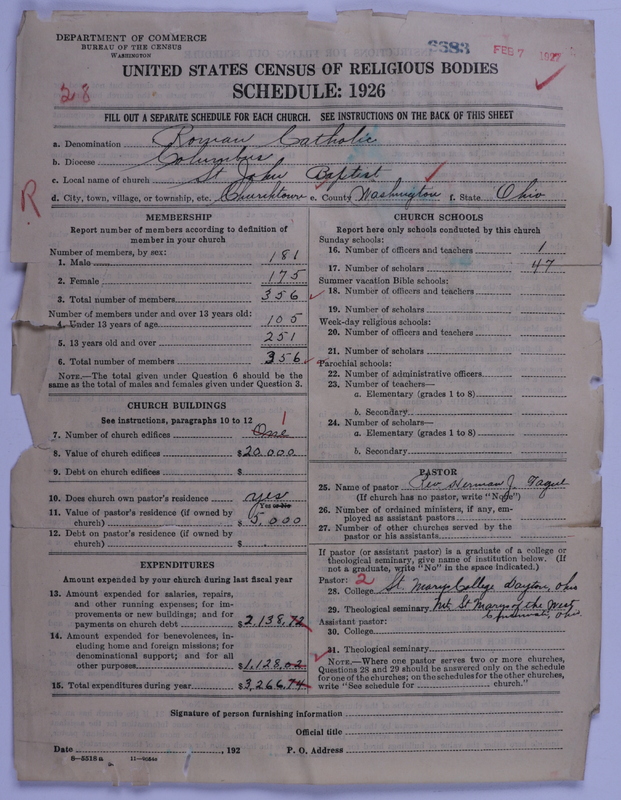 DEPARTMENT OF COMMERCE
BUREAU OF THE CENSUS
WASHINGTON
6683
FEB 7 1927
UNITED STATES CENSUS OF RELIGIOUS BODIES
28
SCHEDULE: 1926
FILL OUT A SEPARATE SCHEDULE FOR EACH CHURCH. SEE INSTRUCTIONS ON THE BACK OF THIS SHEET
a. Denomination Roman Catholic
b. Diocese Columbus
c. Local name of church St John Baptist
d. City, town, village, or township, etc. Churchtown e. County Washington f. State Ohio
R
MEMBERSHIP
Report number of members according to definition of
member in your church
Number of members, by sex:
1. Male 181
2. Female 175
3. Total number of members 356
Number of members under and over 13 years old:
4. Under 13 years of age 105
5. 13 years old and over 251
6. Total number of members 356
NOTE.—The total given under Question 6 should be
same as the total of males and females given under Question 3.
CHURCH BUILDINGS
See instructions, paragraphs 10 to 12
1
7. Number of church edifices One
8. Value of church edifices $20.000
9. Debt on church edifices $
10. Does church own pastor's residence yes
Yes or No
11. Value of pastor's residence (if owned by
church) $5.000
12. Debt on pastor's residence (if owned by
church) $
EXPENDITURES
Amount expended by your church during last fiscal year
13. Amount expended for salaries, repairs,
and other running expenses; for im-
provements or new buildings; and for
payments on church debt $2,138.72
14. Amount expended for benevolences, in-
cluding home and foreign missions; for
denominational support; and for all
other purposes $1,128.02
15. Total expenditures during year $3,266.74
CHURCH SCHOOLS
Report here only schools conducted by this church
Sunday schools:
16. Number of officers and teachers 1
17. Number of scholars 47
Summer vacation Bible schools:
18. Number of officers and teachers
19. Number of scholars
Week-day religious schools:
20. Number of officers and teachers
21. Number of scholars
Parochial schools:
22. Number of administrative officers
23. Number of teachers—
a. Elementary (grades 1 to 8)
b. Secondary
24. Number of scholars—
a. Elementary (grades 1 to 8)
b. Secondary
PASTOR
25. Name of pastor Rev Herman J.
(If church has no pastor, write "None")
26. Number of ordained ministers, if any, em-
ployed as assistant pastors
27. Number of other churches served by the
pastor or his assistants
If pastor (or assistant pastor) is a graduate of a college or
theological seminary, give name of institution below. (If
not a graduate, write "No" in the space indicated.)
Pastor: 2
28. College St. Mary College Dayton, Ohio
29. Theological seminary Mt. St Marys of the West
Cincinnati, Ohio
Assistant pastor:
30. College
31. Theological seminary
NOTE.—Where one pastor serves two or more churches,
Questions 28 and 29 should be answered only on the schedule
for one of the churches; on the schedules for the other churches,
write "See schedule for church."
Signature of person furnishing information
Official title
Date , 192 P. O. Address
8—5518 a